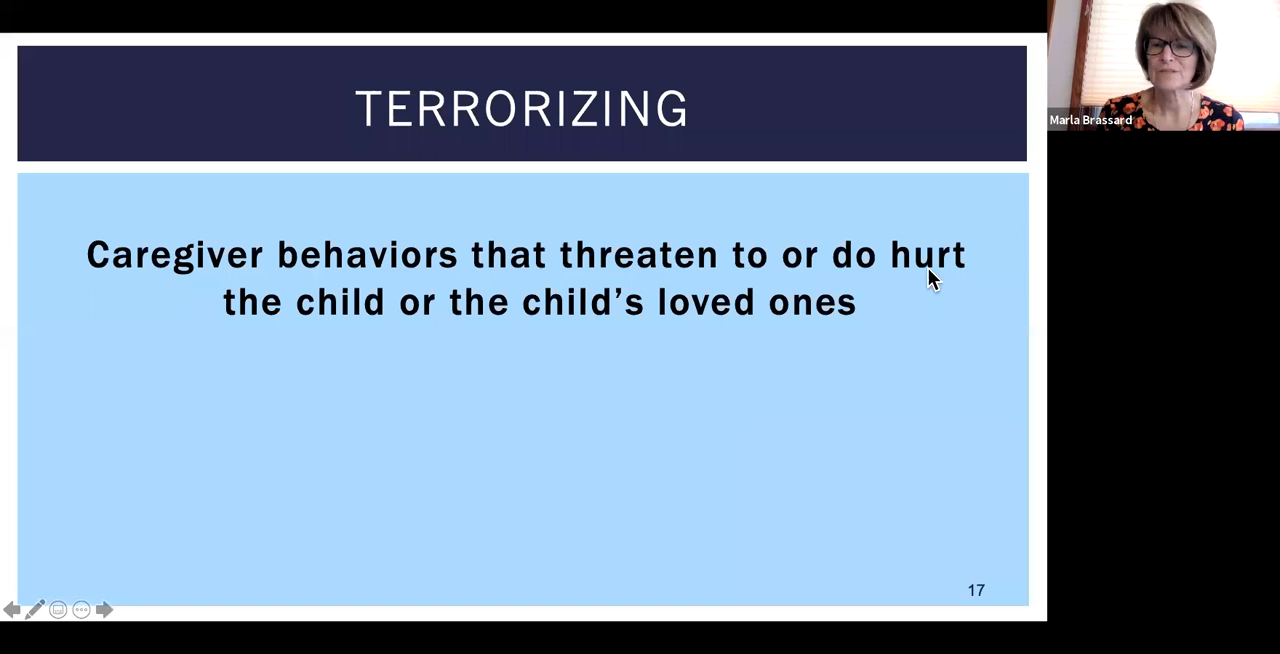 TERRORIZING
Marla Brassard
Caregiver behaviors that threaten to or do hurt
the child or the child’s loved ones
17